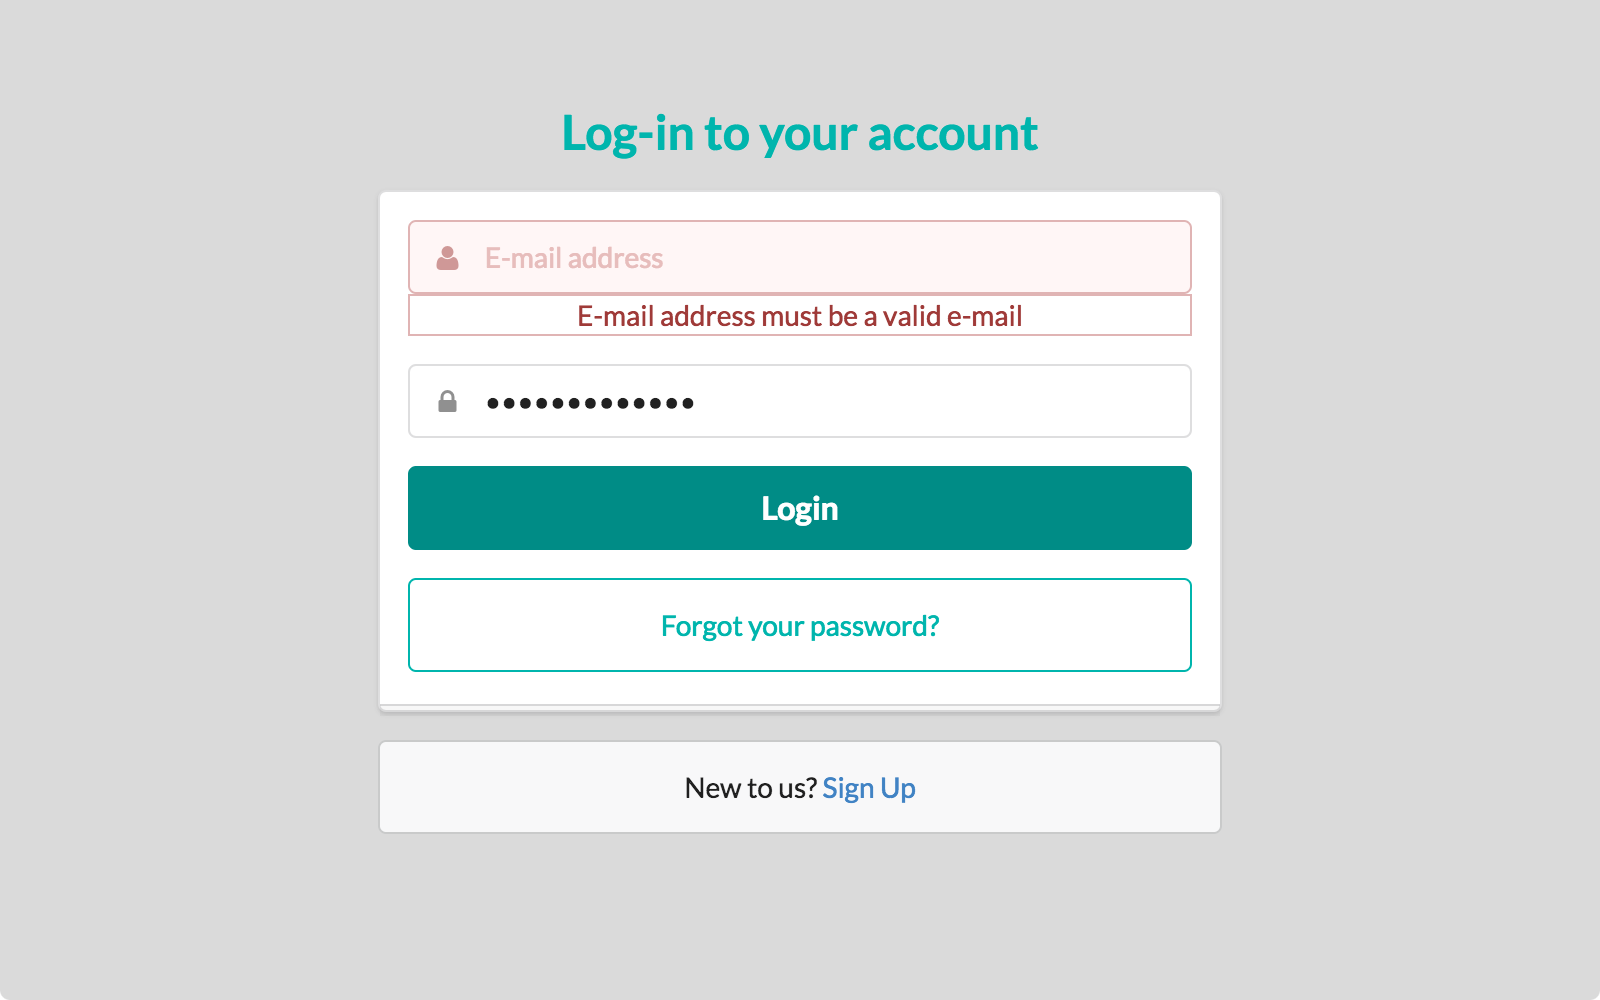 Log-in to your account
E-mail address
E-mail address must be a valid e-mail
•••••••••••••
Login
Forgot your password?
New to us? Sign Up